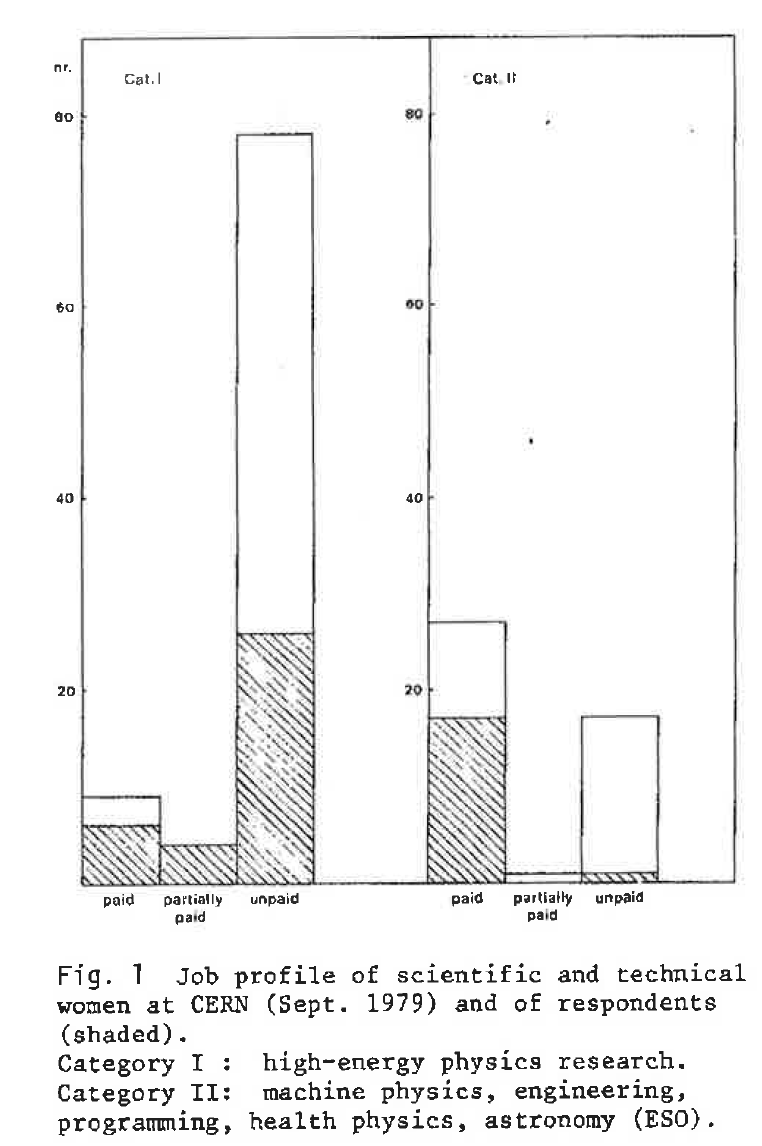 nr.
Cat. I
Cat. II
80
80
60
60
40
40
20
20
paid
partially
paid
unpaid
paid
partially
paid
unpaid
Fig. 1 Job profile of scientific and technical
women at CERN (Sept. 1979) and of respondents
(shaded).
Category I : high-energy physics research.
Category II: machine physics, engineering,
programming, health physics, astronomy (ESO).